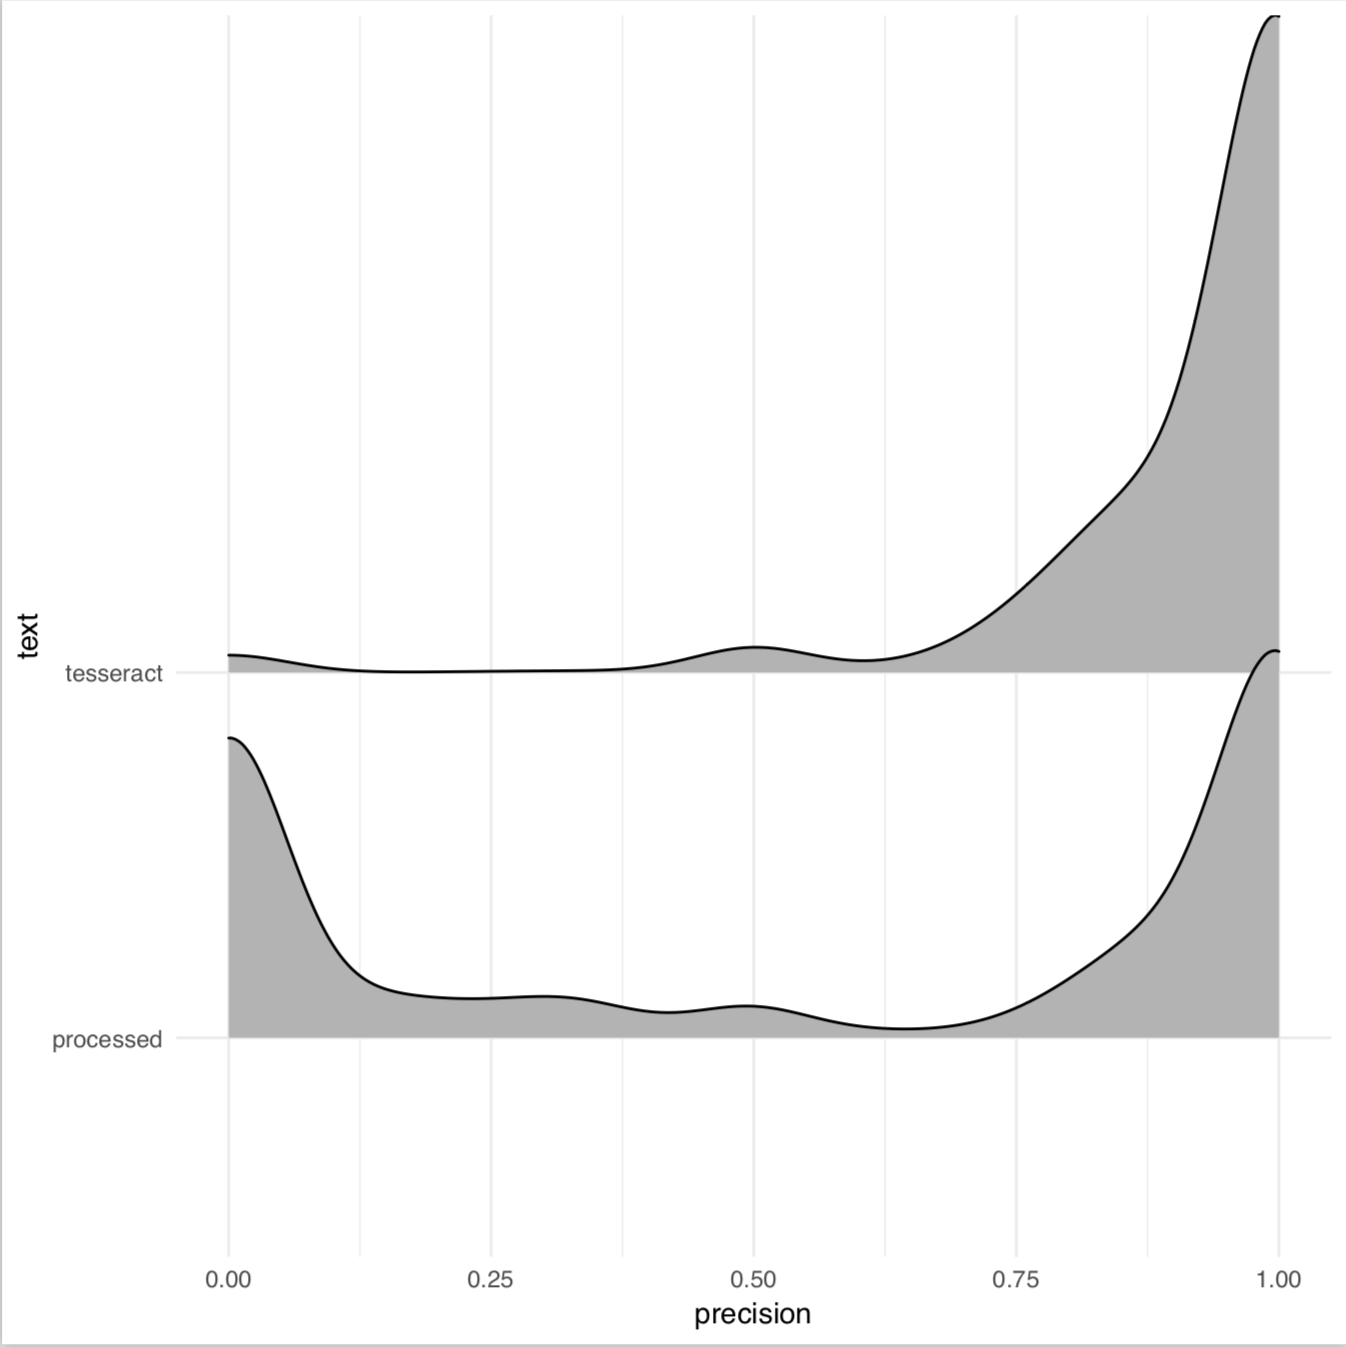 text
tesseract
processed
0.00 0.25 0.50 0.75 1.00
precision